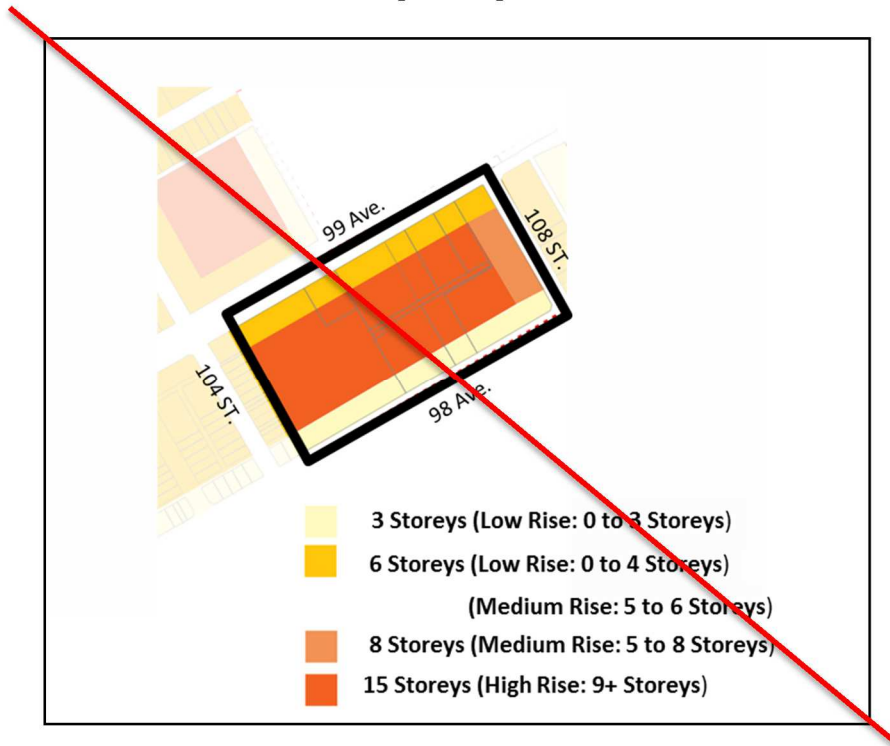 99 Ave.
108 ST.
104 ST.
98 Ave.
3 Storeys (Low Rise: 0 to 3 Storeys)
6 Storeys (Low Rise: 0 to 4 Storeys)
(Medium Rise: 5 to 6 Storeys)
8 Storeys (Medium Rise: 5 to 8 Storeys)
15 Storeys (High Rise: 9+ Storeys)